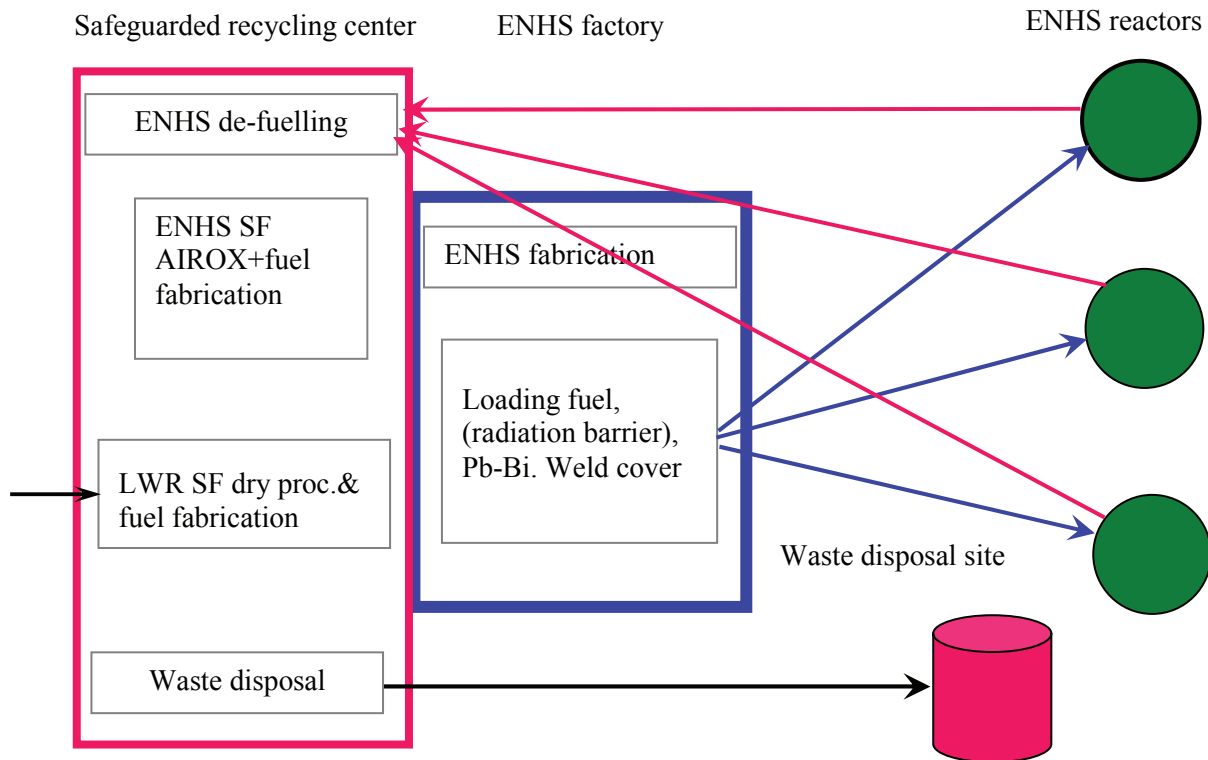 Safeguarded recycling center
ENHS factory
ENHS reactors
ENHS de-fuelling
ENHS SF
AIROX+fuel
fabrication
ENHS fabrication
Loading fuel,
(radiation barrier),
Pb-Bi. Weld cover
LWR SF dry proc.&
fuel fabrication
Waste disposal site
Waste disposal